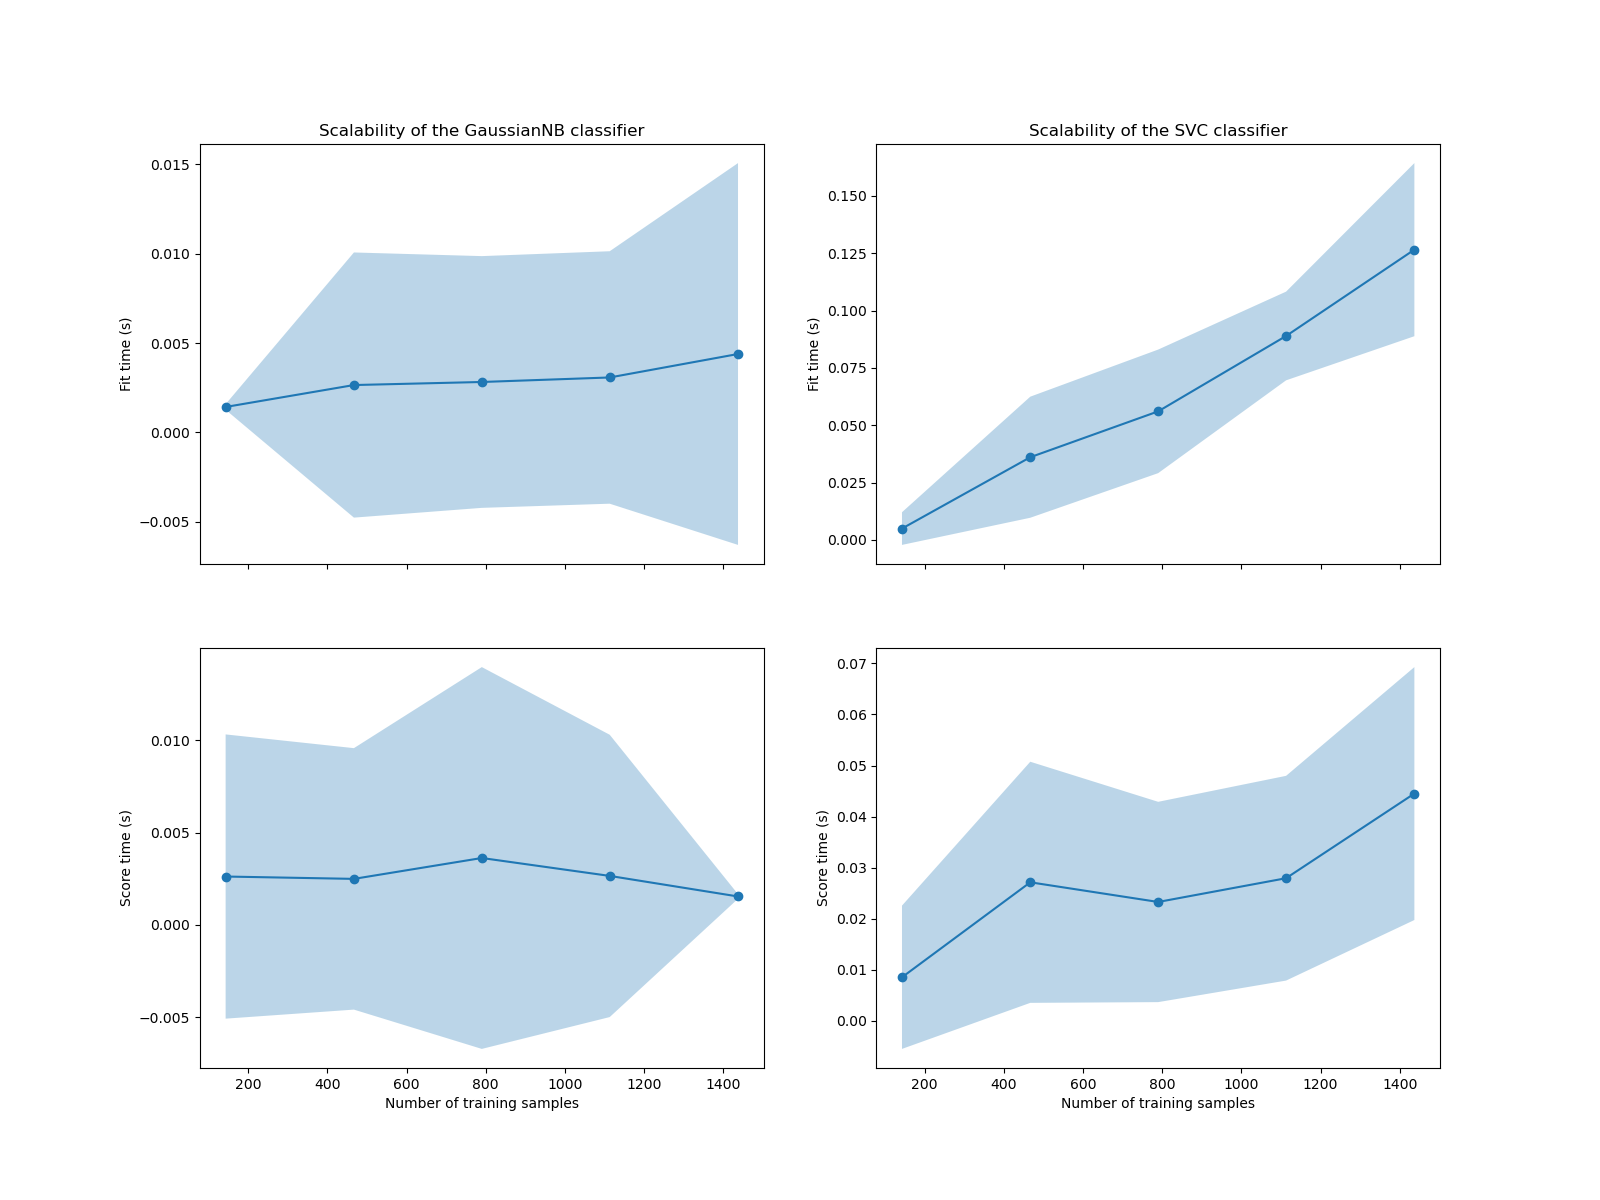 Scalability of the GaussianNB classifier
0.015
0.010
0.005
0.000
−0.005
Fit time (s)
Scalability of the SVC classifier
0.150
0.125
0.100
0.075
0.050
0.025
0.000
Fit time (s)
0.010
0.005
0.000
−0.005
Score time (s)
200 400 600 800 1000 1200 1400
Number of training samples
0.07
0.06
0.05
0.04
0.03
0.02
0.01
0.00
Score time (s)
200 400 600 800 1000 1200 1400
Number of training samples